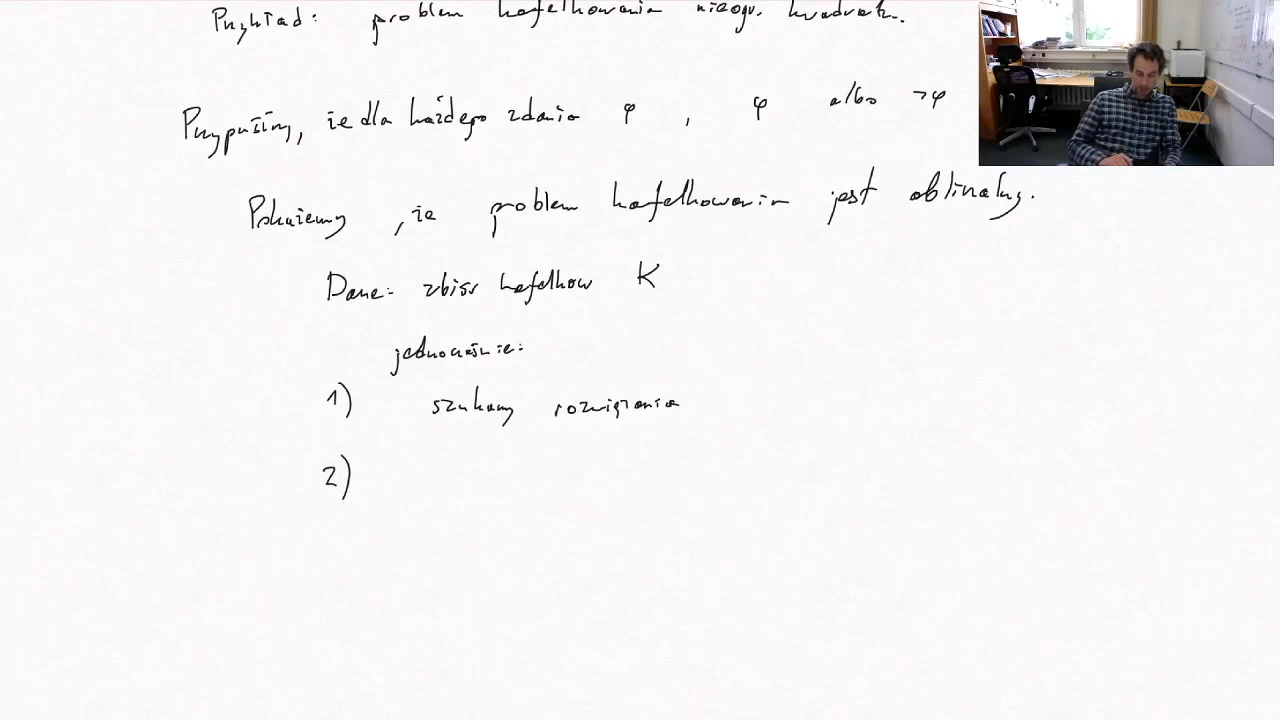 Przykład: problem kafelkowania nieogr. kwadratu.
Przypuśćmy, że dla każdego zdania φ, φ albo ¬φ
Pokażemy, że problem kafelkowania jest obliczalny.
Dane: zbiór kafelków K
jednocześnie:
1) szukamy rozwiązania
2)